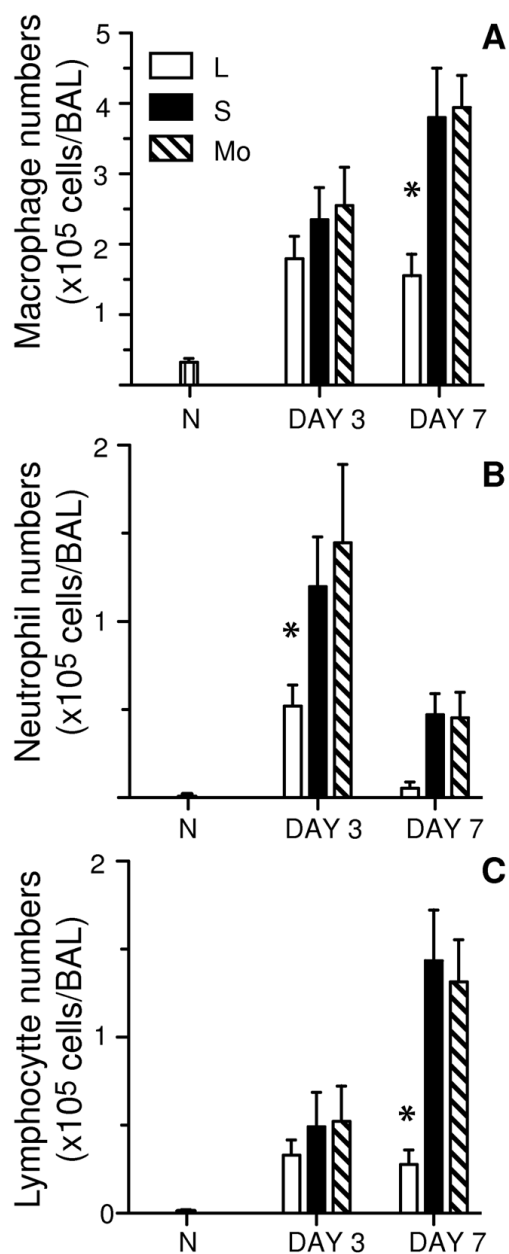 A
Macrophage numbers
(x10⁵ cells/BAL)
5
4
3
2
1
L
S
Mo
*
N
DAY 3
DAY 7
B
Neutrophil numbers
(x10⁵ cells/BAL)
2
1
*
N
DAY 3
DAY 7
C
Lymphocytte numbers
(x10⁵ cells/BAL)
2
1
0
*
N
DAY 3
DAY 7